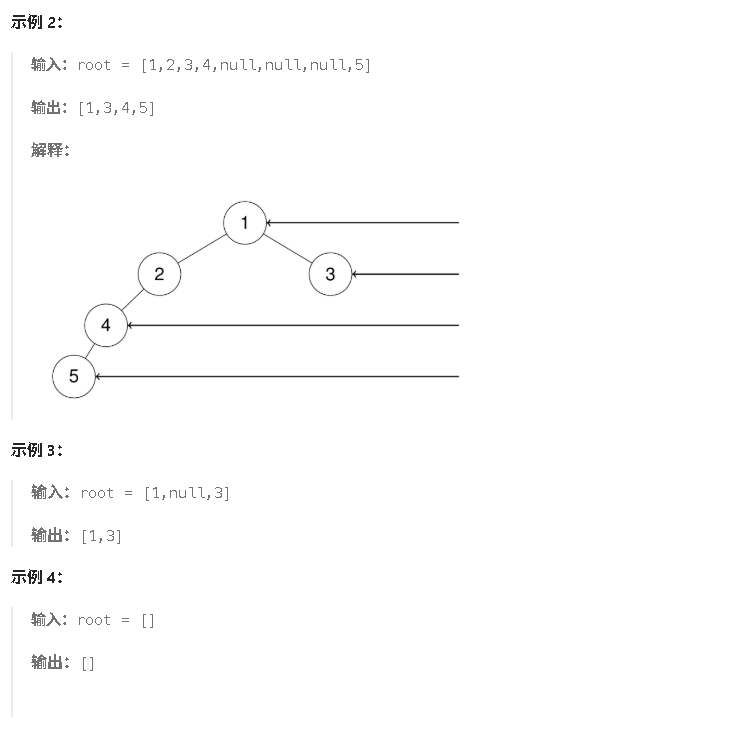 示例 2：
输入：root = [1,2,3,4,null,null,null,5]
输出：[1,3,4,5]
解释：
1
2
3
4
5
示例 3：
输入：root = [1,null,3]
输出：[1,3]
示例 4：
输入：root = []
输出：[]